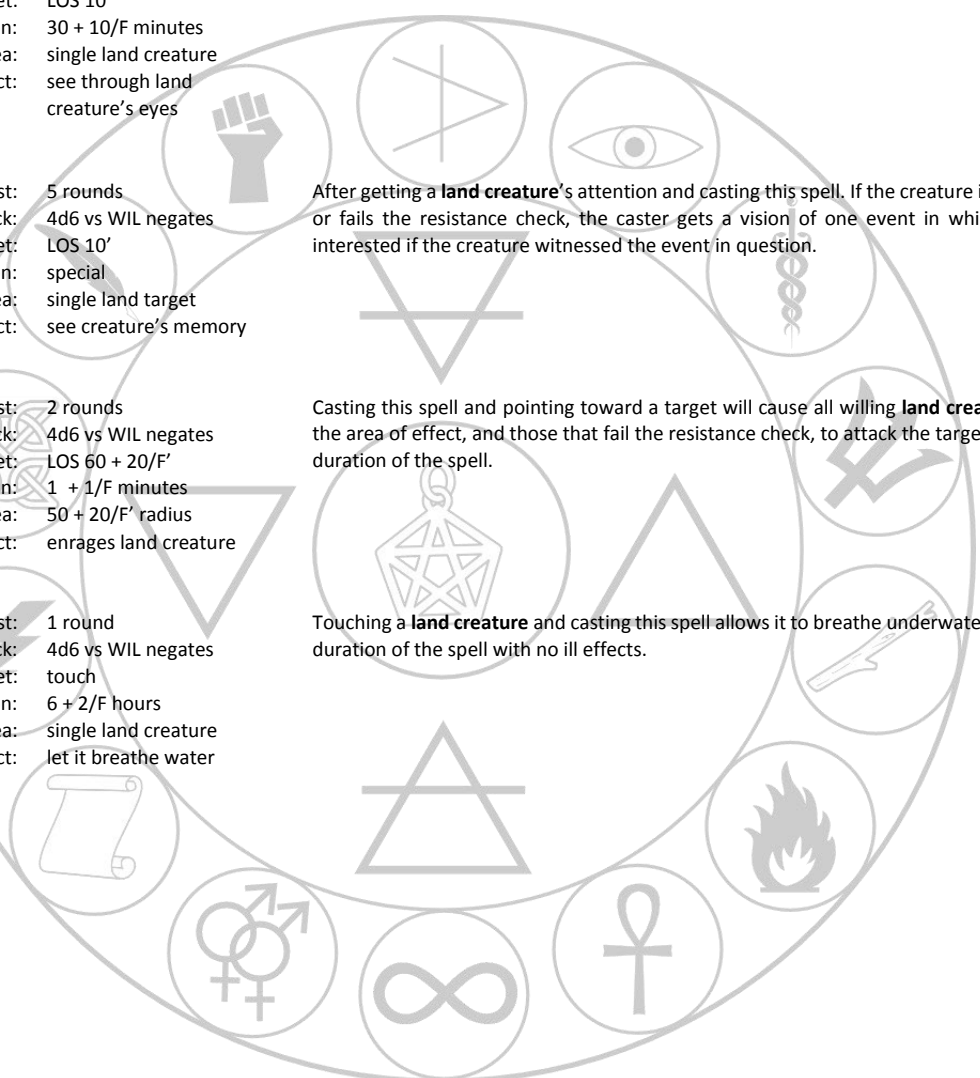 et: LOS 10
n: 30 + 10/F minutes
ea: single land creature
ct: see through land
creature's eyes
st: 5 rounds
ck: 4d6 vs WIL negates
et: LOS 10'
n: special
ea: single land target
ct: see creature's memory
After getting a land creature's attention and casting this spell. If the creature i
or fails the resistance check, the caster gets a vision of one event in whi
interested if the creature witnessed the event in question.
st: 2 rounds
ck: 4d6 vs WIL negates
et: LOS 60 + 20/F'
n: 1 + 1/F minutes
ea: 50 + 20/F' radius
ct: enrages land creature
Casting this spell and pointing toward a target will cause all willing land crea
the area of effect, and those that fail the resistance check, to attack the targe
duration of the spell.
st: 1 round
ck: 4d6 vs WIL negates
et: touch
n: 6 + 2/F hours
ea: single land creature
ct: let it breathe water
Touching a land creature and casting this spell allows it to breathe underwate
duration of the spell with no ill effects.